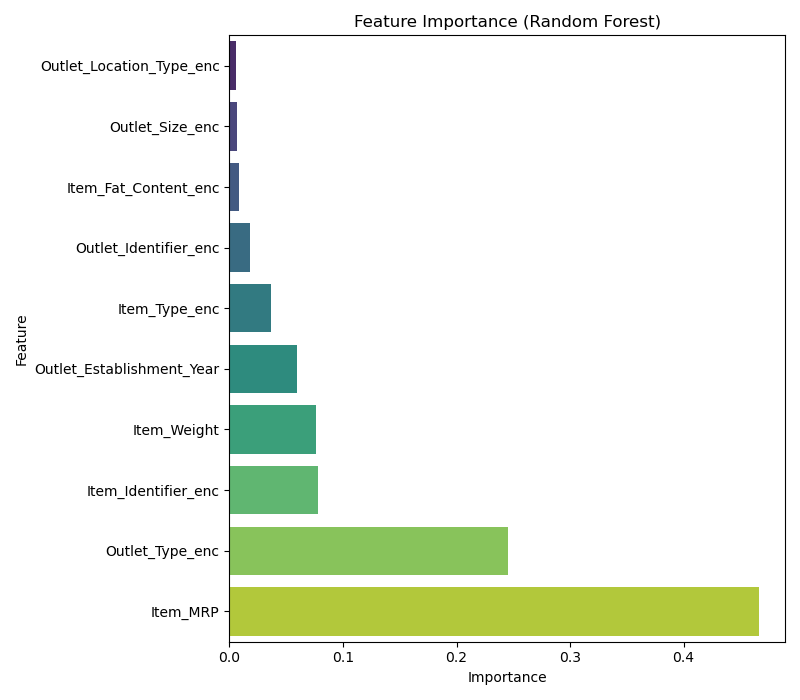 Feature Importance (Random Forest)
Outlet_Location_Type_enc
Outlet_Size_enc
Item_Fat_Content_enc
Outlet_Identifier_enc
Item_Type_enc
Outlet_Establishment_Year
Item_Weight
Item_Identifier_enc
Outlet_Type_enc
Item_MRP
Feature
0.0 0.1 0.2 0.3 0.4
Importance